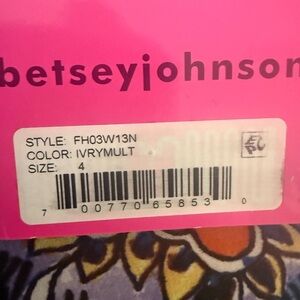 betseyjohnson
STYLE: FH03W13N
COLOR: IVRYMULT
SIZE: 4
7 00770 65853 0